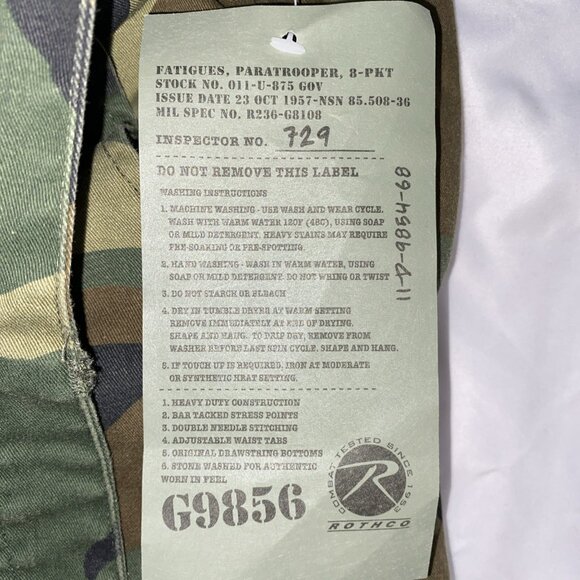 FATIGUES, PARATROOPER, 8-PKT
STOCK NO. 011-U-875 GOV
ISSUE DATE 23 OCT 1957-NSN 85.508-36
MIL SPEC NO. R236-G8108
INSPECTOR NO. 729
DO NOT REMOVE THIS LABEL
WASHING INSTRUCTIONS
1. MACHINE WASHING - USE WASH AND WEAR CYCLE.
WASH WITH WARM WATER 120F (48C), USING SOAP
OR MILD DETERGENT. HEAVY STAINS MAY REQUIRE
PRE-SOAKING OR PRE-SPOTTING.
2. HAND WASHING - WASH IN WARM WATER, USING
SOAP OR MILD DETERGENT. DO NOT WRING OR TWIST
3. DO NOT STARCH OR BLEACH
4. DRY IN TUMBLE DRYER AT WARM SETTING
REMOVE IMMEDIATELY AT END OF DRYING.
SHAPE AND HANG. TO DRIP DRY, REMOVE FROM
WASHER BEFORE LAST SPIN CYCLE. SHAPE AND HANG.
5. IF TOUCH UP IS REQUIRED, IRON AT MODERATE
OR SYNTHETIC HEAT SETTING.
1. HEAVY DUTY CONSTRUCTION
2. BAR TACKED STRESS POINTS
3. DOUBLE NEEDLE STITCHING
4. ADJUSTABLE WAIST TABS
5. ORIGINAL DRAWSTRING BOTTOMS
6. STONE WASHED FOR AUTHENTIC
WORN IN FEEL
G9856
COMBAT TESTED SINCE 1953
R
ROTHCO
11-D-9854-68